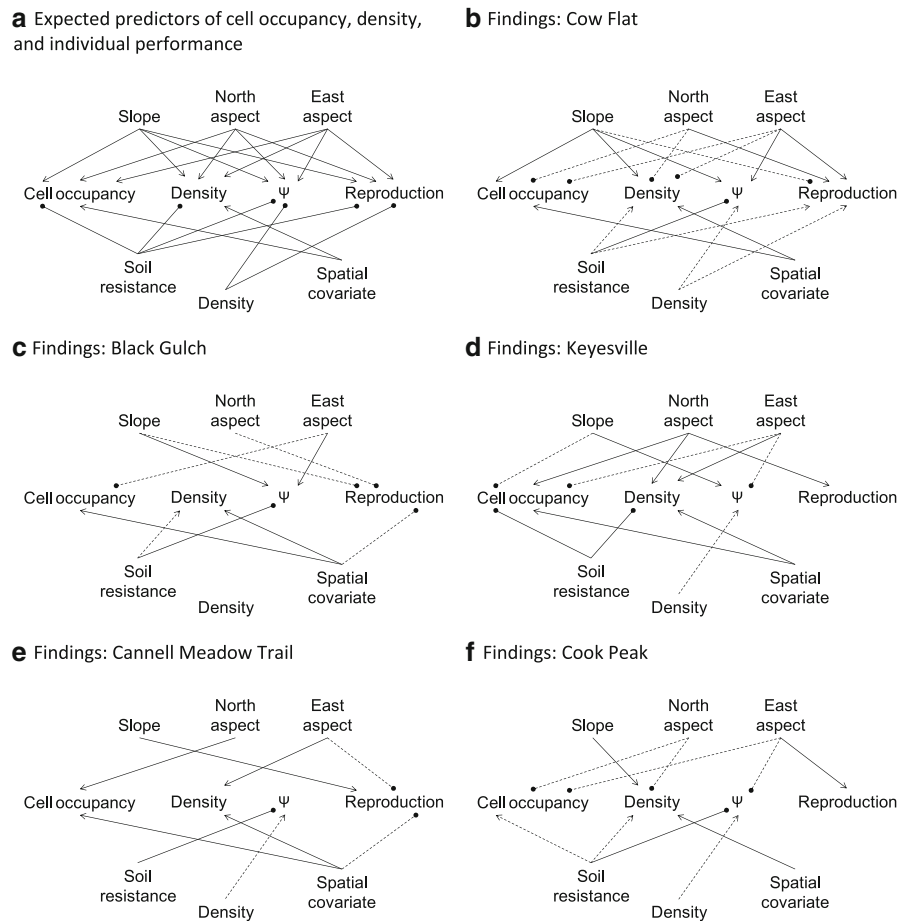 a Expected predictors of cell occupancy, density,
and individual performance
North
aspect
East
aspect
Slope
Cell occupancy
Density
Ψ
Reproduction
Soil
resistance
Density
Spatial
covariate
b Findings: Cow Flat
North
aspect
East
aspect
Slope
Cell occupancy
Density
Ψ
Reproduction
Soil
resistance
Density
Spatial
covariate
c Findings: Black Gulch
North
aspect
East
aspect
Slope
Cell occupancy
Density
Ψ
Reproduction
Soil
resistance
Density
Spatial
covariate
d Findings: Keyesville
North
aspect
East
aspect
Slope
Cell occupancy
Density
Ψ
Reproduction
Soil
resistance
Density
Spatial
covariate
e Findings: Cannell Meadow Trail
North
aspect
East
aspect
Slope
Cell occupancy
Density
Ψ
Reproduction
Soil
resistance
Density
Spatial
covariate
f Findings: Cook Peak
North
aspect
East
aspect
Slope
Cell occupancy
Density
Ψ
Reproduction
Soil
resistance
Density
Spatial
covariate